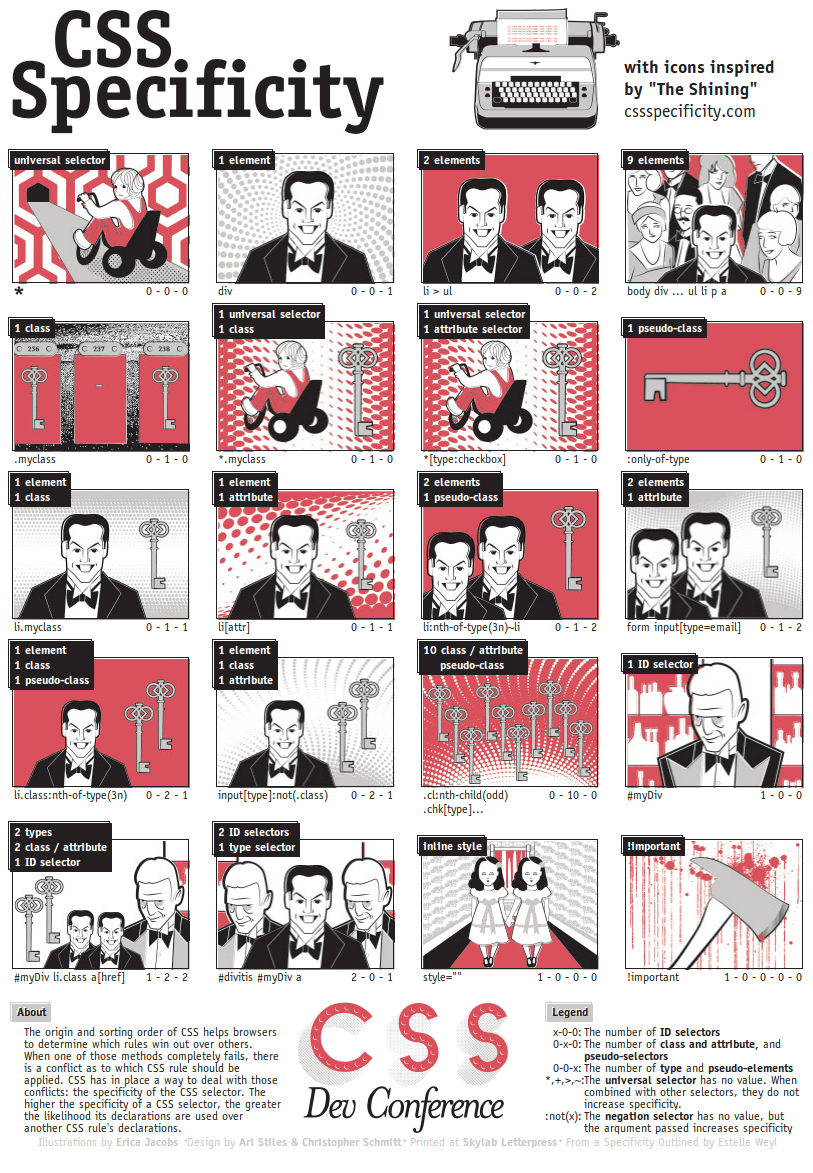 CSS
Specificity
with icons inspired
by "The Shining"
cssspecificity.com
universal selector
*
0 - 0 - 0
1 element
div
0 - 0 - 1
2 elements
li > ul
0 - 0 - 2
9 elements
body div ... ul li p a
0 - 0 - 9
1 class
236
237
238
.myclass
0 - 1 - 0
1 universal selector
1 class
*.myclass
0 - 1 - 0
1 universal selector
1 attribute selector
*[type:checkbox]
0 - 1 - 0
1 pseudo-class
:only-of-type
0 - 1 - 0
1 element
1 class
li.myclass
0 - 1 - 1
1 element
1 attribute
li[attr]
0 - 1 - 1
2 elements
1 pseudo-class
li:nth-of-type(3n)~li
0 - 1 - 2
2 elements
1 attribute
form input[type=email]
0 - 1 - 2
1 element
1 class
1 pseudo-class
li.class:nth-of-type(3n)
0 - 2 - 1
1 element
1 class
1 attribute
input[type]:not(.class)
0 - 2 - 1
10 class / attribute
pseudo-class
.cl:nth-child(odd)
0 - 10 - 0
.chk[type]...
1 ID selector
#myDiv
1 - 0 - 0
2 types
2 class / attribute
1 ID selector
#myDiv li.class a[href]
1 - 2 - 2
2 ID selectors
1 type selector
#divitis #myDiv a
2 - 0 - 1
inline style
style=""
1 - 0 - 0 - 0
!important
!important
1 - 0 - 0 - 0 - 0
About
The origin and sorting order of CSS helps browsers
to determine which rules win out over others.
When one of those methods completely fails, there
is a conflict as to which CSS rule should be
applied. CSS has in place a way to deal with those
conflicts: the specificity of the CSS selector. The
higher the specificity of a CSS selector, the greater
the likelihood its declarations are used over
another CSS rule's declarations.
CSS
Dev Conference
Legend
x-0-0: The number of ID selectors
0-x-0: The number of class and attribute, and
pseudo-selectors
0-0-x: The number of type and pseudo-elements
*,+,>,~:The universal selector has no value. When
combined with other selectors, they do not
increase specificity.
:not(x): The negation selector has no value, but
the argument passed increases specificity
Illustrations by Erica Jacobs *Design by Ari Stiles & Christopher Schmitt* Printed at Skylab Letterpress* From a Specificity Outlined by Estelle Weyl